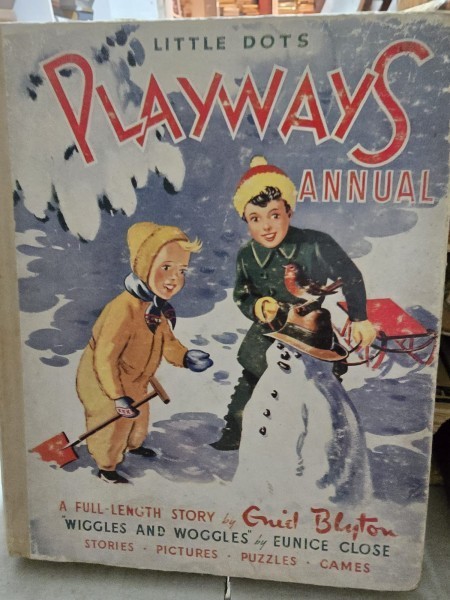 LITTLE DOTS
PLAYWAYS
ANNUAL
A FULL-LENGTH STORY by Enid Blyton
"WIGGLES AND WOGGLES" by EUNICE CLOSE
STORIES · PICTURES · PUZZLES · GAMES